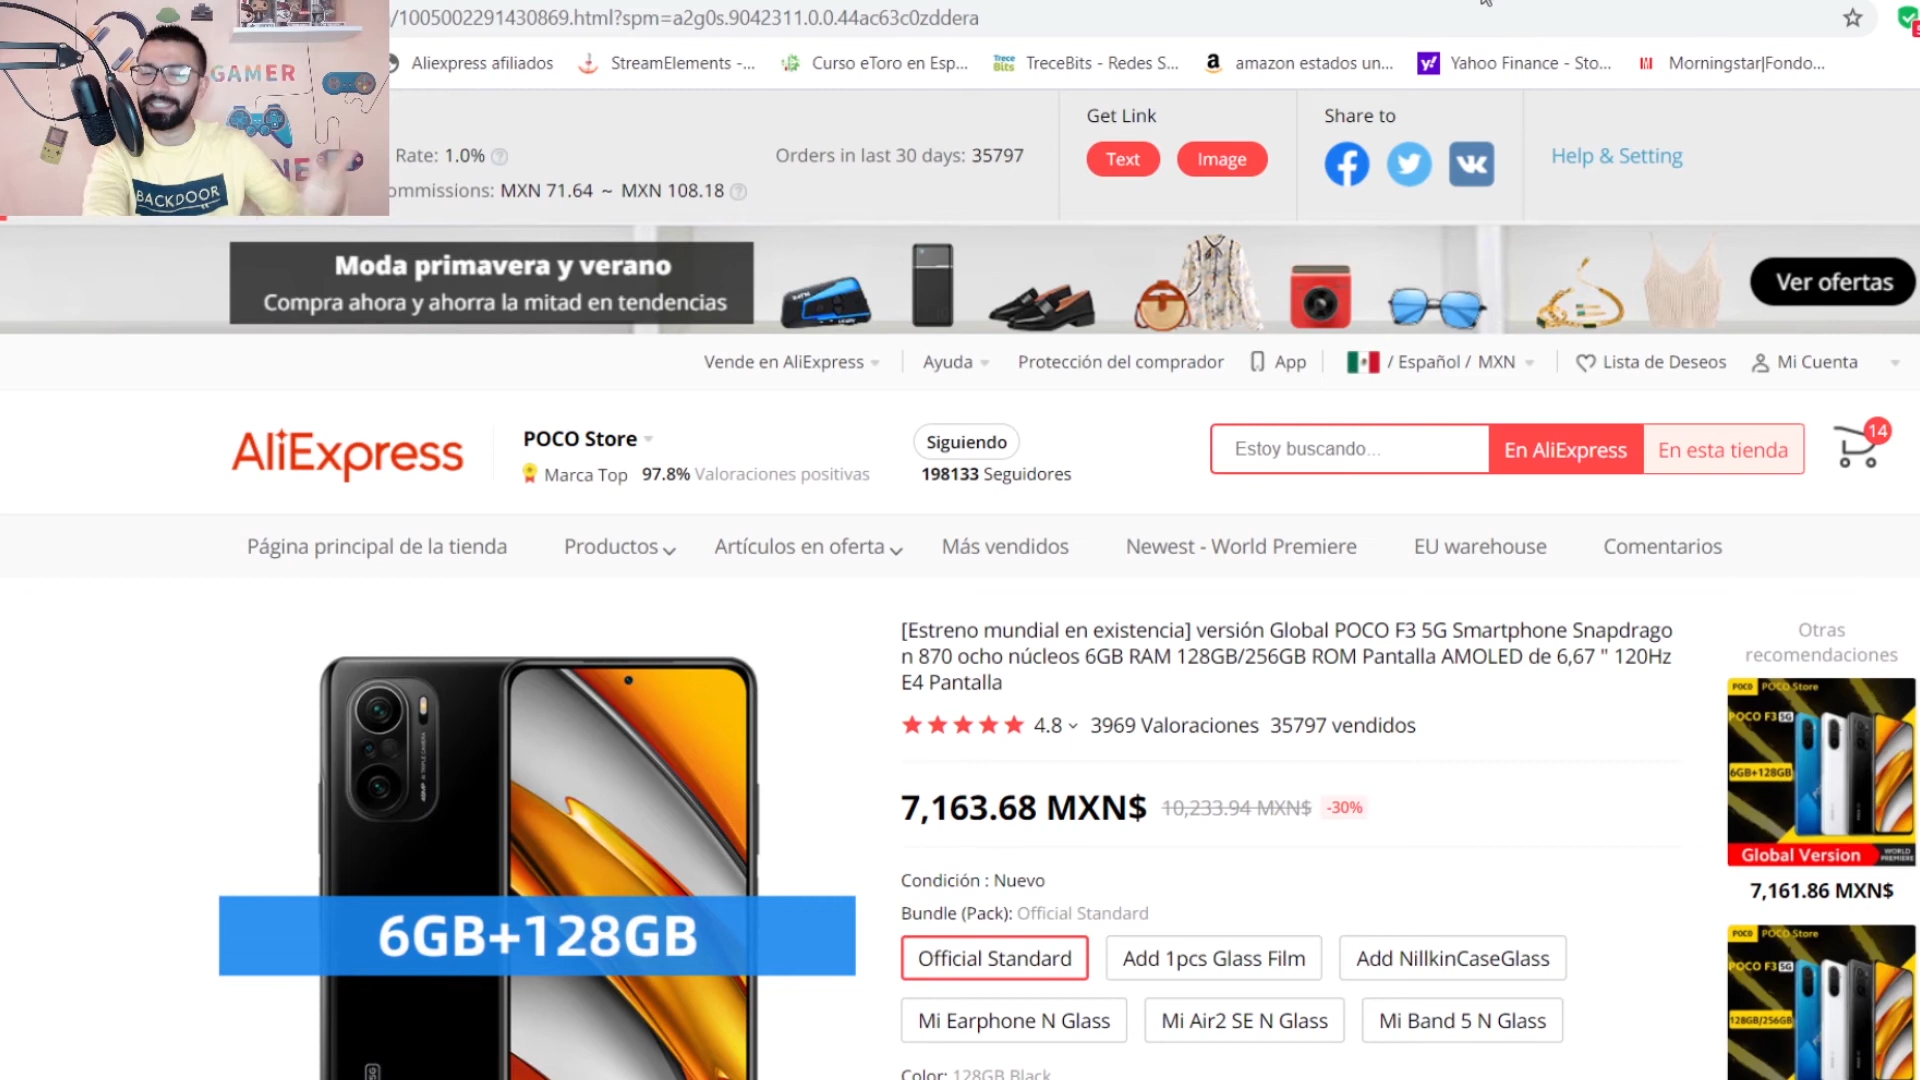 /1005002291430869.html?spm=a2g0s.9042311.0.0.44ac63c0zddera
Aliexpress afiliados
StreamElements -...
Curso eToro en Esp...
Trece Bits
TreceBits - Redes S...
amazon estados un...
Yahoo Finance - Sto...
Morningstar|Fondo...
GAMER
BACKDOOR
Rate: 1.0%
Orders in last 30 days: 35797
ommissions: MXN 71.64 ~ MXN 108.18
Get Link
Text
Image
Share to
Help & Setting
Moda primavera y verano
Compra ahora y ahorra la mitad en tendencias
Ver ofertas
Vende en AliExpress
Ayuda
Protección del comprador
App
/ Español / MXN
Lista de Deseos
Mi Cuenta
AliExpress
POCO Store
Marca Top 97.8% Valoraciones positivas
Siguiendo
198133 Seguidores
Estoy buscando...
En AliExpress
En esta tienda
14
Página principal de la tienda
Productos
Artículos en oferta
Más vendidos
Newest - World Premiere
EU warehouse
Comentarios
6GB+128GB
5G
[Estreno mundial en existencia] versión Global POCO F3 5G Smartphone Snapdrago
n 870 ocho núcleos 6GB RAM 128GB/256GB ROM Pantalla AMOLED de 6,67 " 120Hz
E4 Pantalla
4.8
3969 Valoraciones
35797 vendidos
7,163.68 MXN$
10,233.94 MXN$
-30%
Condición : Nuevo
Bundle (Pack): Official Standard
Official Standard
Add 1pcs Glass Film
Add NillkinCaseGlass
Mi Earphone N Glass
Mi Air2 SE N Glass
Mi Band 5 N Glass
Color: 128GB Black
Otras
recomendaciones
POCO POCO Store
POCO F3 5G
6GB+128GB
Global Version
WORLD PREMIERE
7,161.86 MXN$
POCO POCO Store
POCO F3 5G
128GB/256GB